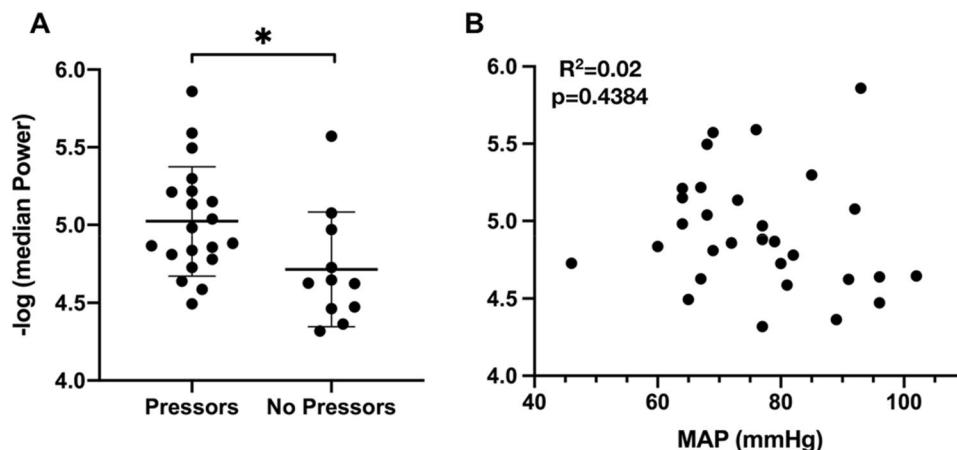 A
*
-log (median Power)
6.0
5.5
5.0
4.5
4.0
Pressors No Pressors
B
R²=0.02
p=0.4384
6.0
5.5
5.0
4.5
4.0
40 60 80 100
MAP (mmHg)